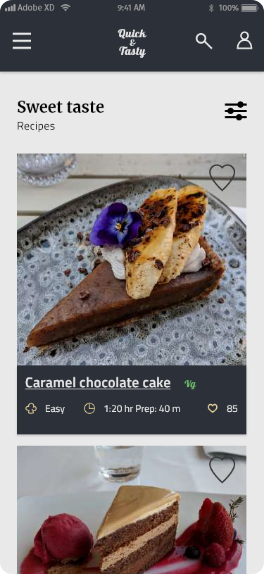 Adobe XD 9:41 AM 100%
Quick
&
Tasty
Sweet taste
Recipes
Caramel chocolate cake Vg
Easy 1:20 hr Prep: 40 m 85